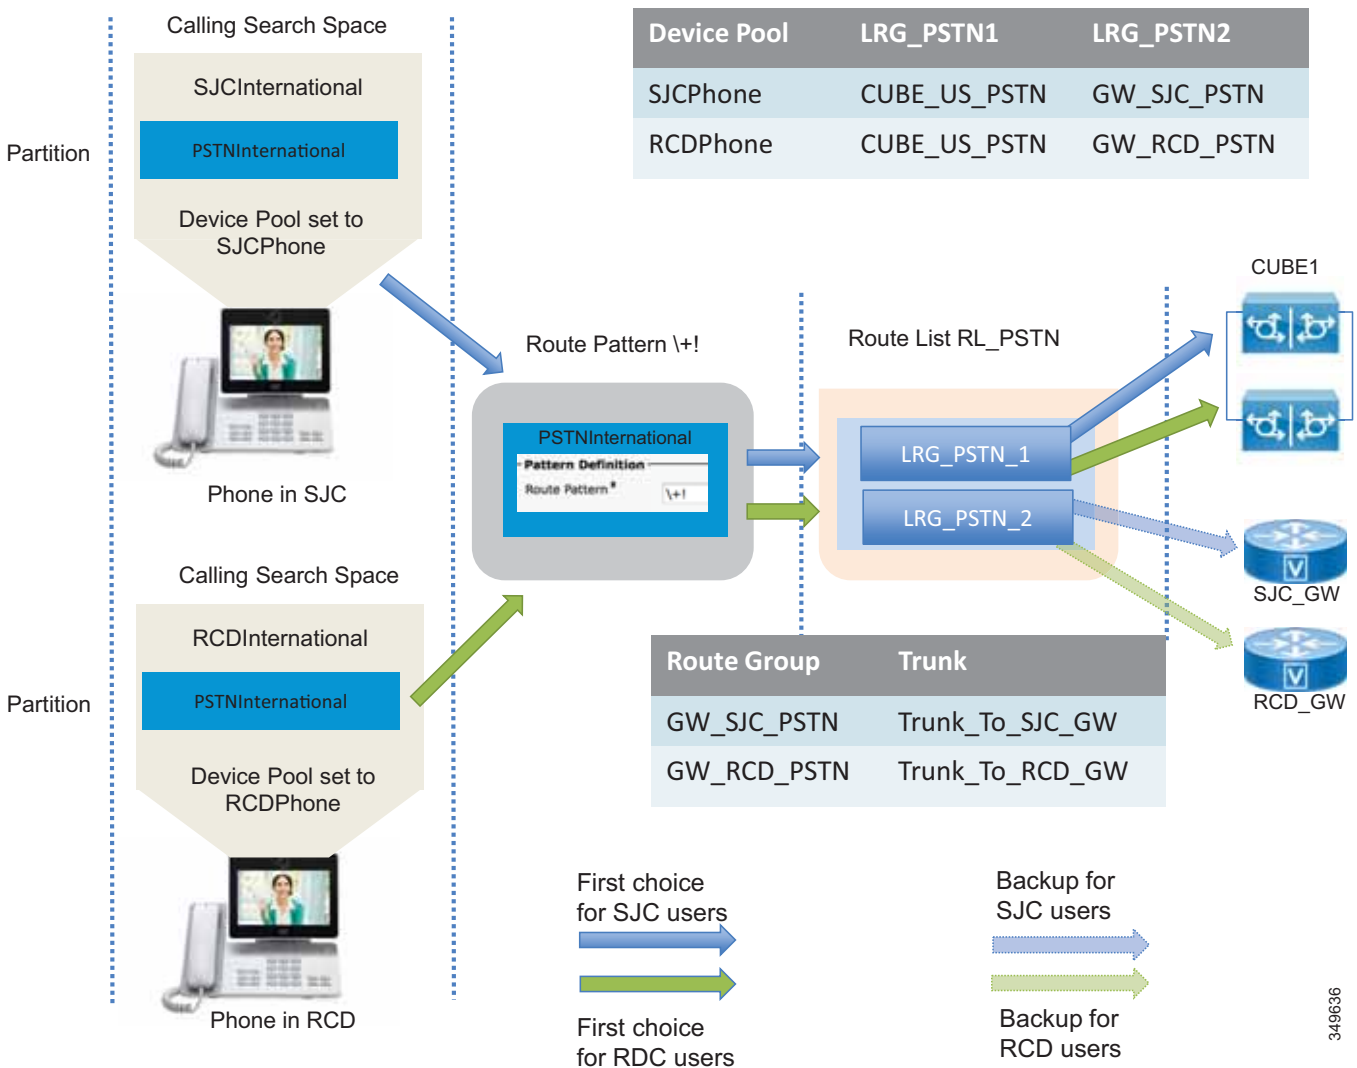 Calling Search Space
SJCInternational
Partition
PSTNInternational
Device Pool set to
SJCPhone
Phone in SJC
Calling Search Space
RCDInternational
Partition
PSTNInternational
Device Pool set to
RCDPhone
Phone in RCD
Device Pool LRG_PSTN1 LRG_PSTN2
SJCPhone CUBE_US_PSTN GW_SJC_PSTN
RCDPhone CUBE_US_PSTN GW_RCD_PSTN
Route Pattern \+!
PSTNInternational
Pattern Definition
Route Pattern* \+!
Route List RL_PSTN
LRG_PSTN_1
LRG_PSTN_2
CUBE1
V
SJC_GW
V
RCD_GW
Route Group Trunk
GW_SJC_PSTN Trunk_To_SJC_GW
GW_RCD_PSTN Trunk_To_RCD_GW
First choice
for SJC users
First choice
for RDC users
Backup for
SJC users
Backup for
RCD users
349636